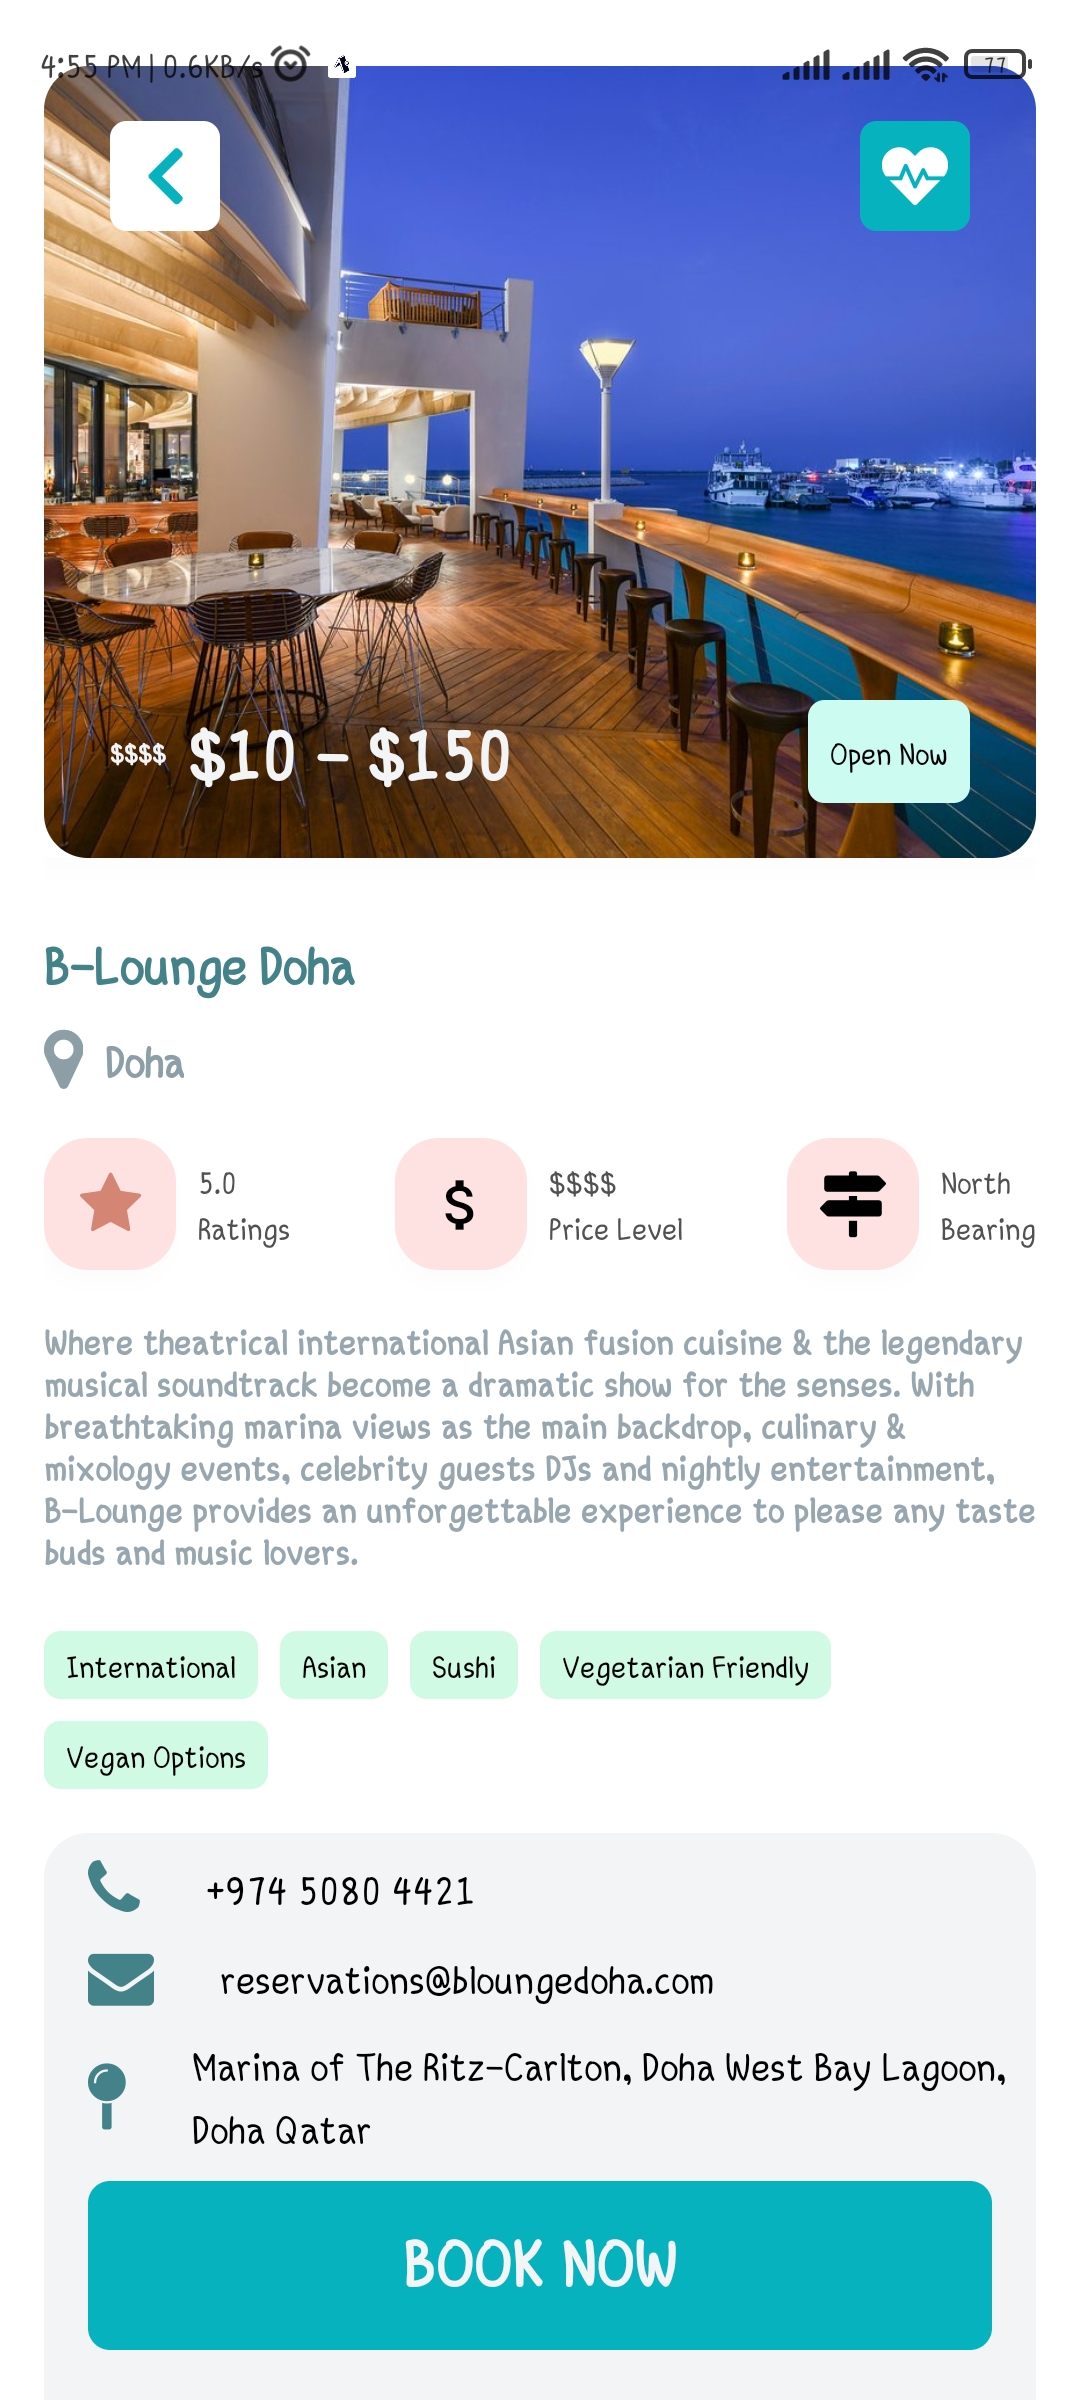 4:55 PM | 0.6KB/s
77
$$$$ $10 - $150
Open Now
B-Lounge Doha
Doha
5.0
Ratings
$$$$
Price Level
North
Bearing
Where theatrical international Asian fusion cuisine & the legendary
musical soundtrack become a dramatic show for the senses. With
breathtaking marina views as the main backdrop, culinary &
mixology events, celebrity guests DJs and nightly entertainment,
B-Lounge provides an unforgettable experience to please any taste
buds and music lovers.
International Asian Sushi Vegetarian Friendly
Vegan Options
+974 5080 4421
reservations@bloungedoha.com
Marina of The Ritz-Carlton, Doha West Bay Lagoon,
Doha Qatar
BOOK NOW